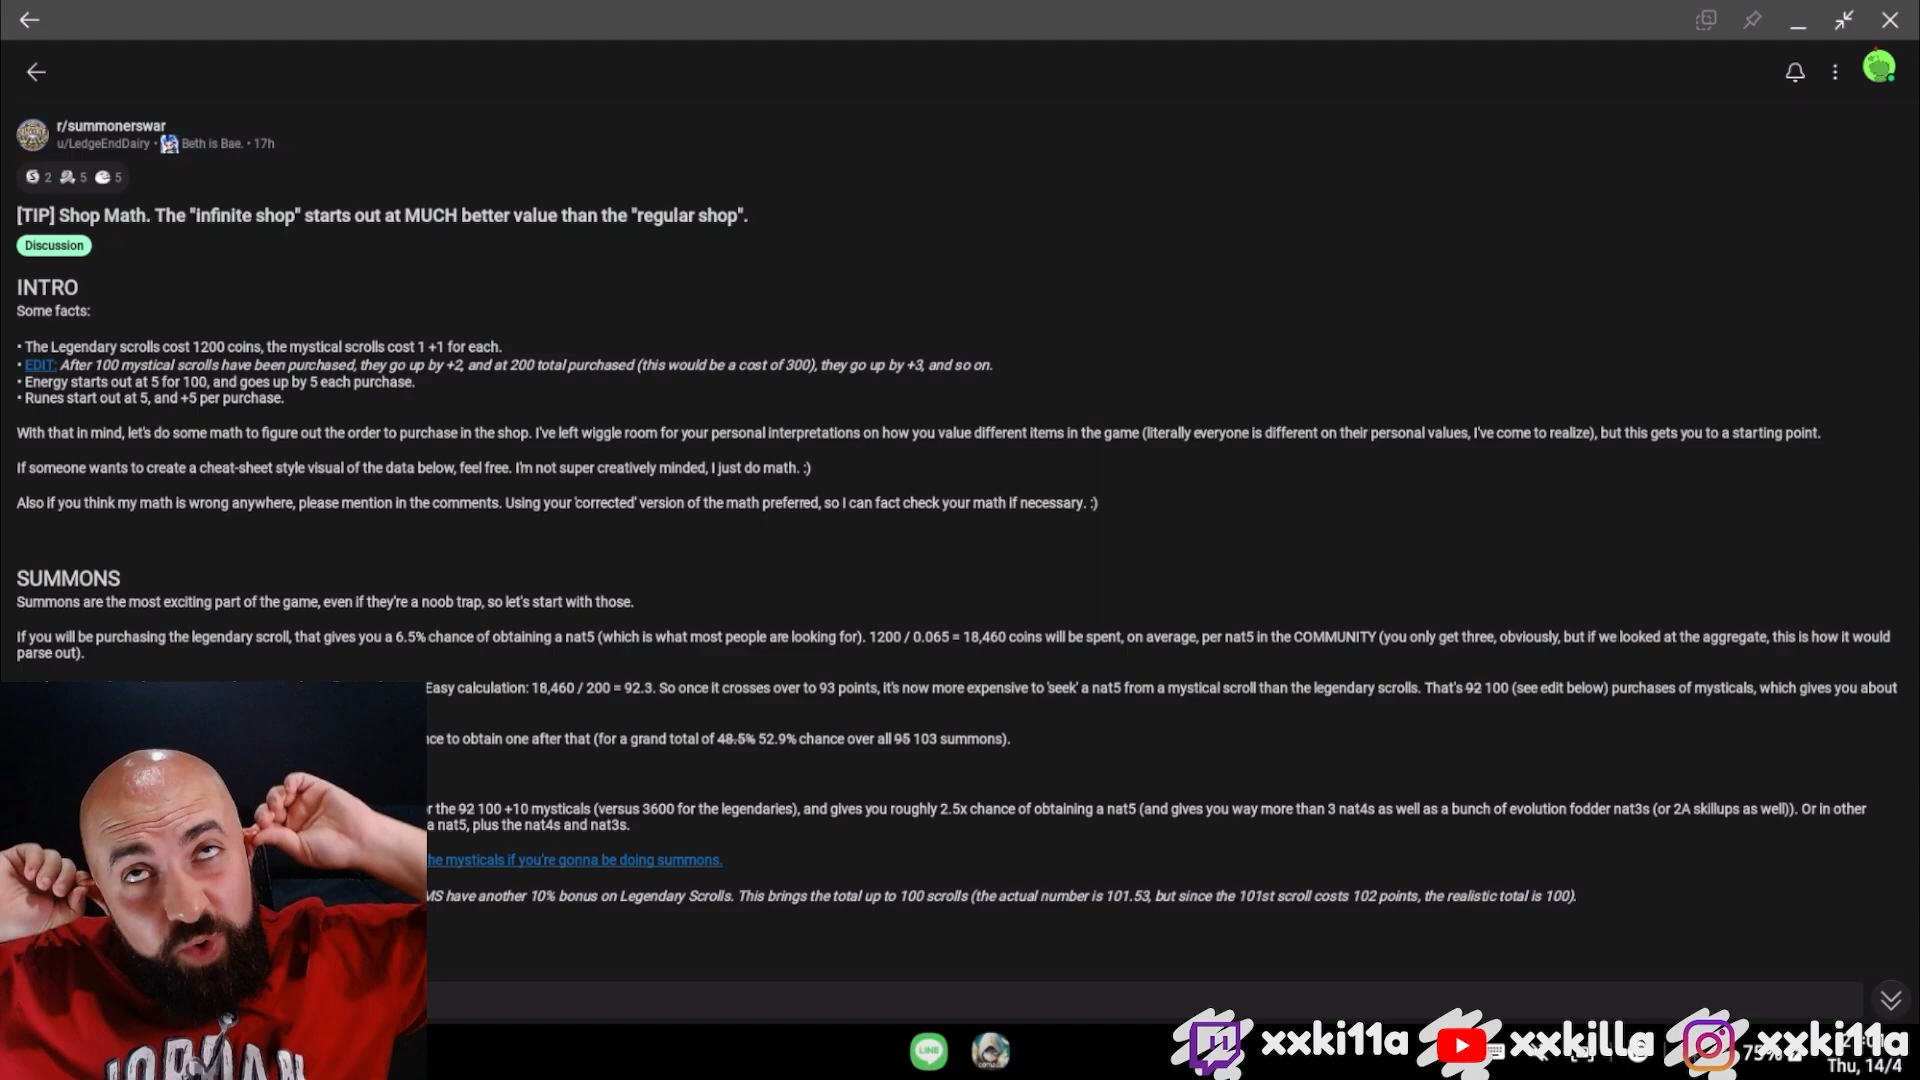 r/summonerswar
u/LedgeEndDairy • Beth is Bae. • 17h
2 5 5
[TIP] Shop Math. The "infinite shop" starts out at MUCH better value than the "regular shop".
Discussion
INTRO
Some facts:
• The Legendary scrolls cost 1200 coins, the mystical scrolls cost 1 +1 for each.
• EDIT: After 100 mystical scrolls have been purchased, they go up by +2, and at 200 total purchased (this would be a cost of 300), they go up by +3, and so on.
• Energy starts out at 5 for 100, and goes up by 5 each purchase.
• Runes start out at 5, and +5 per purchase.
With that in mind, let's do some math to figure out the order to purchase in the shop. I've left wiggle room for your personal interpretations on how you value different items in the game (literally everyone is different on their personal values, I've come to realize), but this gets you to a starting point.
If someone wants to create a cheat-sheet style visual of the data below, feel free. I'm not super creatively minded, I just do math. :)
Also if you think my math is wrong anywhere, please mention in the comments. Using your 'corrected' version of the math preferred, so I can fact check your math if necessary. :)
SUMMONS
Summons are the most exciting part of the game, even if they're a noob trap, so let's start with those.
If you will be purchasing the legendary scroll, that gives you a 6.5% chance of obtaining a nat5 (which is what most people are looking for). 1200 / 0.065 = 18,460 coins will be spent, on average, per nat5 in the COMMUNITY (you only get three, obviously, but if we looked at the aggregate, this is how it would
parse out).
Easy calculation: 18,460 / 200 = 92.3. So once it crosses over to 93 points, it's now more expensive to 'seek' a nat5 from a mystical scroll than the legendary scrolls. That's 92 100 (see edit below) purchases of mysticals, which gives you about
ce to obtain one after that (for a grand total of 48.5% 52.9% chance over all 95 103 summons).
r the 92 100 +10 mysticals (versus 3600 for the legendaries), and gives you roughly 2.5x chance of obtaining a nat5 (and gives you way more than 3 nat4s as well as a bunch of evolution fodder nat3s (or 2A skillups as well)). Or in other
a nat5, plus the nat4s and nat3s.
he mysticals if you're gonna be doing summons.
MS have another 10% bonus on Legendary Scrolls. This brings the total up to 100 scrolls (the actual number is 101.53, but since the 101st scroll costs 102 points, the realistic total is 100).
LINE
xxki11a
xxkilla
xxki11a
75%
Thu, 14/4